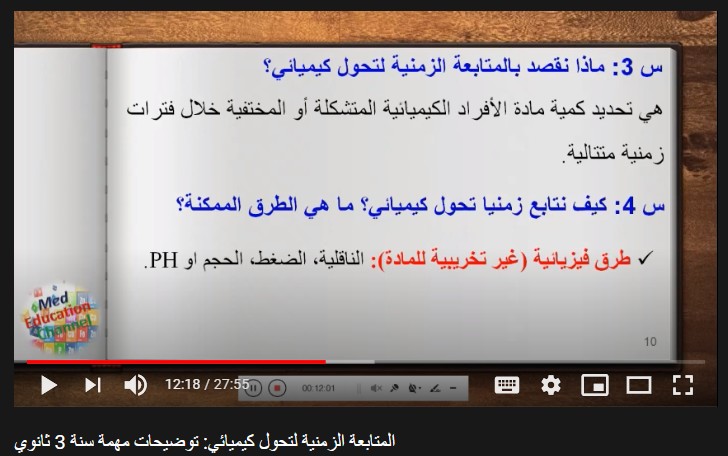 س 3: ماذا نقصد بالمتابعة الزمنية لتحول كيميائي؟
هي تحديد كمية مادة الأفراد الكيميائية المتشكلة أو المختفية خلال فترات
زمنية متتالية.
س 4: كيف نتابع زمنيا تحول كيميائي؟ ما هي الطرق الممكنة؟
✓ طرق فيزيائية (غير تخريبية للمادة): الناقلية، الضغط، الحجم او PH.
Med
Education
Channel
10
12:18 / 27:55
00:12:01
المتابعة الزمنية لتحول كيميائي: توضيحات مهمة سنة 3 ثانوي